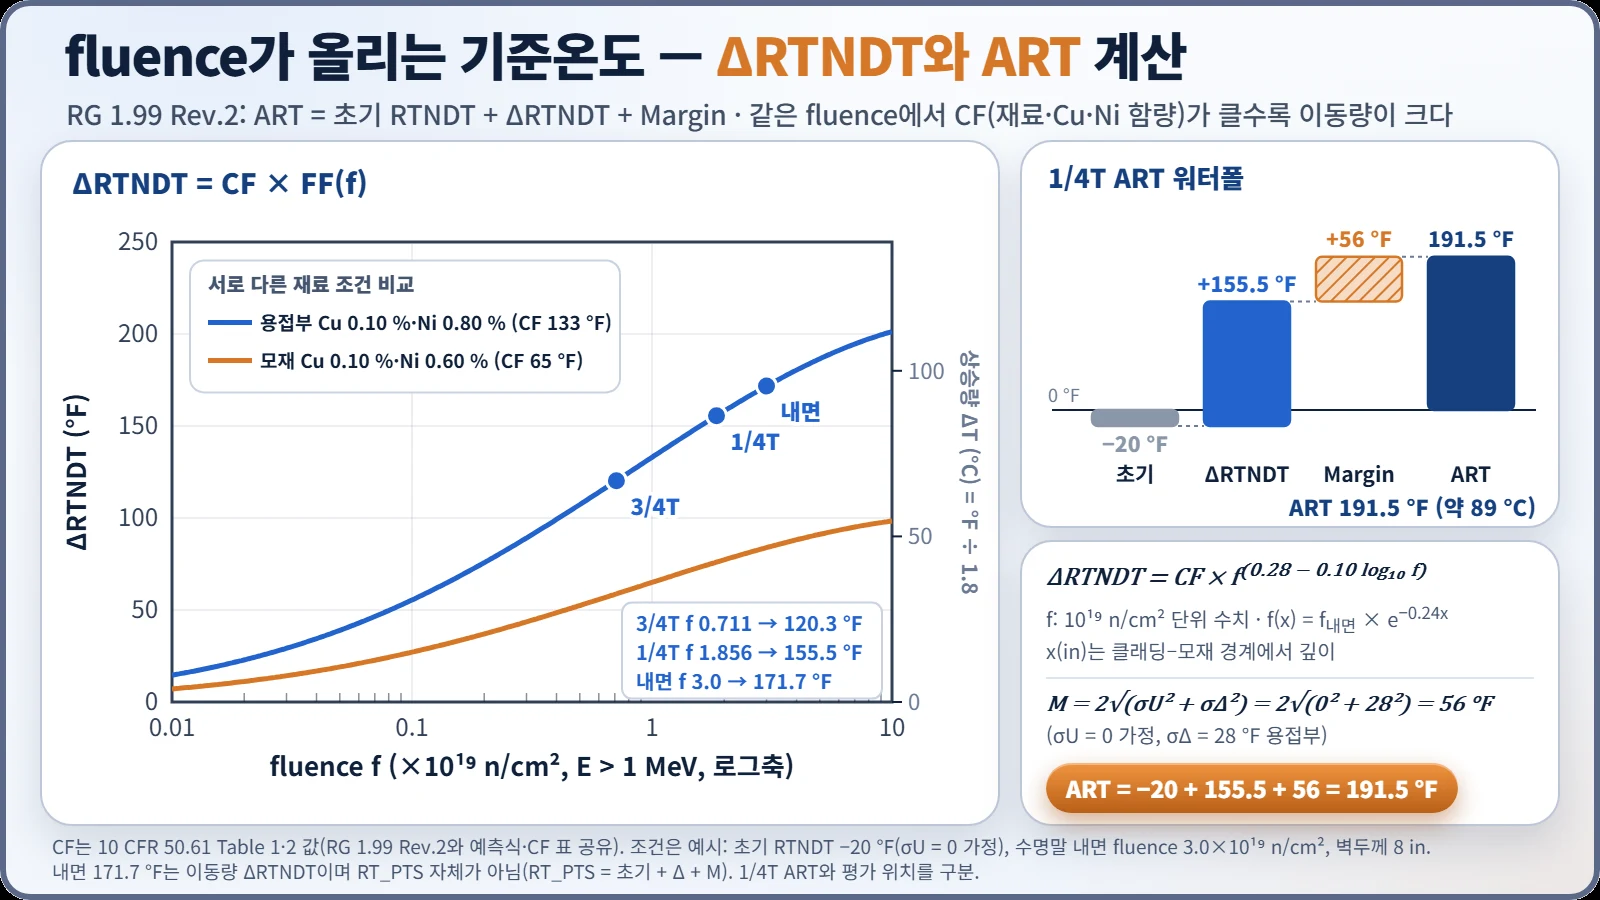 fluence가 올리는 기준온도 — ΔRTNDT와 ART 계산
RG 1.99 Rev.2: ART = 초기 RTNDT + ΔRTNDT + Margin · 같은 fluence에서 CF(재료·Cu·Ni 함량)가 클수록 이동량이 크다
ΔRTNDT = CF × FF(f)
250
200
150
100
50
0
ΔRTNDT (°F)
서로 다른 재료 조건 비교
용접부 Cu 0.10 %·Ni 0.80 % (CF 133 °F)
모재 Cu 0.10 %·Ni 0.60 % (CF 65 °F)
내면
1/4T
3/4T
3/4T f 0.711 → 120.3 °F
1/4T f 1.856 → 155.5 °F
내면 f 3.0 → 171.7 °F
100
50
0
상승량 ΔT (°C) = °F ÷ 1.8
0.01
0.1
1
10
fluence f (×10¹⁹ n/cm², E > 1 MeV, 로그축)
1/4T ART 워터폴
+56 °F
191.5 °F
+155.5 °F
0 °F
−20 °F
초기
ΔRTNDT
Margin
ART
ART 191.5 °F (약 89 °C)
ΔRTNDT = CF × f^(0.28 − 0.10 log₁₀ f)
f: 10¹⁹ n/cm² 단위 수치 · f(x) = f내면 × e^−0.24x
x(in)는 클래딩–모재 경계에서 깊이
M = 2√(σU² + σΔ²) = 2√(0² + 28²) = 56 °F
(σU = 0 가정, σΔ = 28 °F 용접부)
ART = −20 + 155.5 + 56 = 191.5 °F
CF는 10 CFR 50.61 Table 1·2 값(RG 1.99 Rev.2와 예측식·CF 표 공유). 조건은 예시: 초기 RTNDT −20 °F(σU = 0 가정), 수명말 내면 fluence 3.0×10¹⁹ n/cm², 벽두께 8 in.
내면 171.7 °F는 이동량 ΔRTNDT이며 RT_PTS 자체가 아님(RT_PTS = 초기 + Δ + M). 1/4T ART와 평가 위치를 구분.